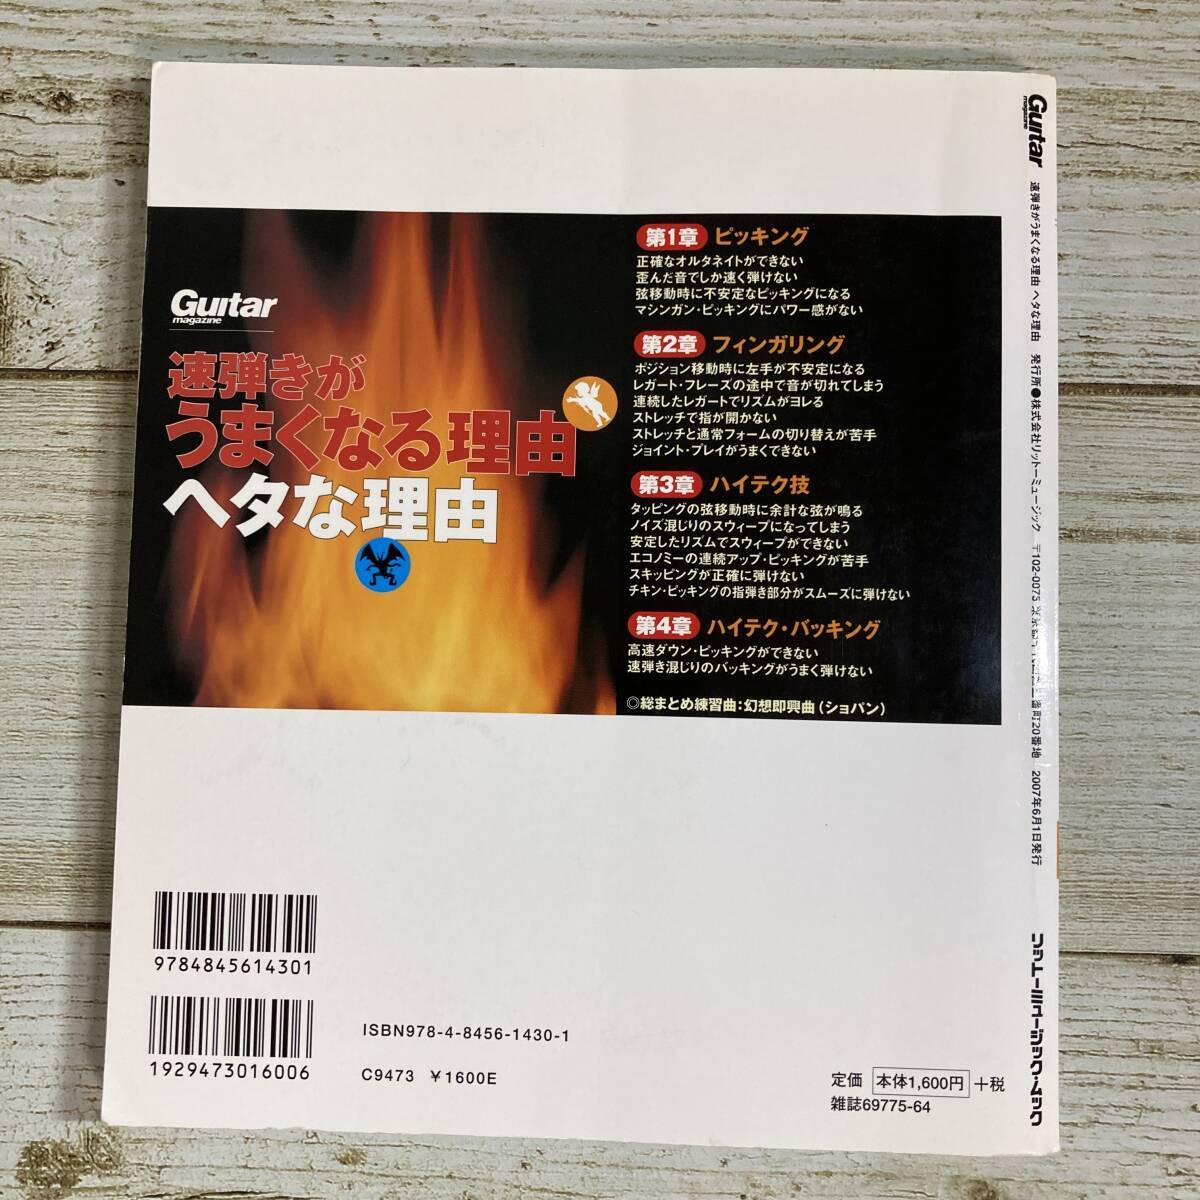 Guitar
magazine
速弾きが
うまくなる理由
ヘタな理由
第1章 ピッキング
正確なオルタネイトができない
歪んだ音でしか速く弾けない
弦移動時に不安定なピッキングになる
マシンガン・ピッキングにパワー感がない
第2章 フィンガリング
ポジション移動時に左手が不安定になる
レガート・フレーズの途中で音が切れてしまう
連続したレガートでリズムがヨレる
ストレッチで指が開かない
ストレッチと通常フォームの切り替えが苦手
ジョイント・プレイがうまくできない
第3章 ハイテク技
タッピングの弦移動時に余計な弦が鳴る
ノイズ混じりのスウィープになってしまう
安定したリズムでスウィープができない
エコノミーの連続アップ・ピッキングが苦手
スキッピングが正確に弾けない
チキン・ピッキングの指弾き部分がスムーズに弾けない
第4章 ハイテク・バッキング
高速ダウン・ピッキングができない
速弾き混じりのバッキングがうまく弾けない
◎総まとめ練習曲:幻想即興曲(ショパン)
9784845614301
1929473016006
ISBN978-4-8456-1430-1
C9473 ¥1600E
定価 本体1,600円 +税
雑誌69775-64
Guitar
magazine
速弾きがうまくなる理由 ヘタな理由 発行所●株式会社リットーミュージック 〒102-0075 町20番地 2007年6月1日発行
リットーミュージック・ムック